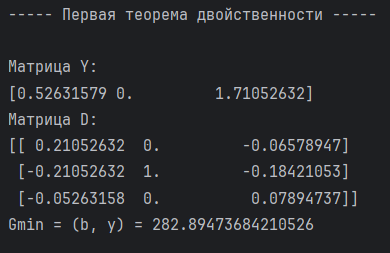 ----- Первая теорема двойственности -----
Матрица Y:
[0.52631579 0.         1.71052632]
Матрица D:
[[ 0.21052632  0.         -0.06578947]
 [-0.21052632  1.         -0.18421053]
 [-0.05263158  0.          0.07894737]]
Gmin = (b, y) = 282.89473684210526